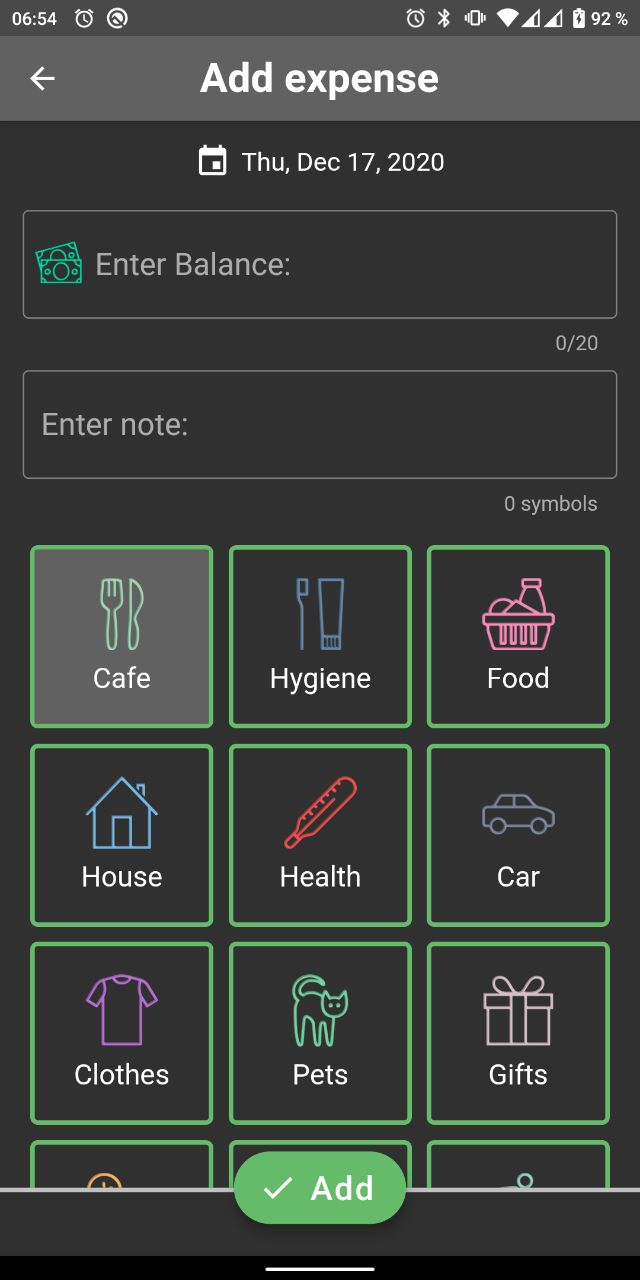 06:54 92 %
Add expense
Thu, Dec 17, 2020
Enter Balance:
0/20
Enter note:
0 symbols
Cafe Hygiene Food
House Health Car
Clothes Pets Gifts
Add